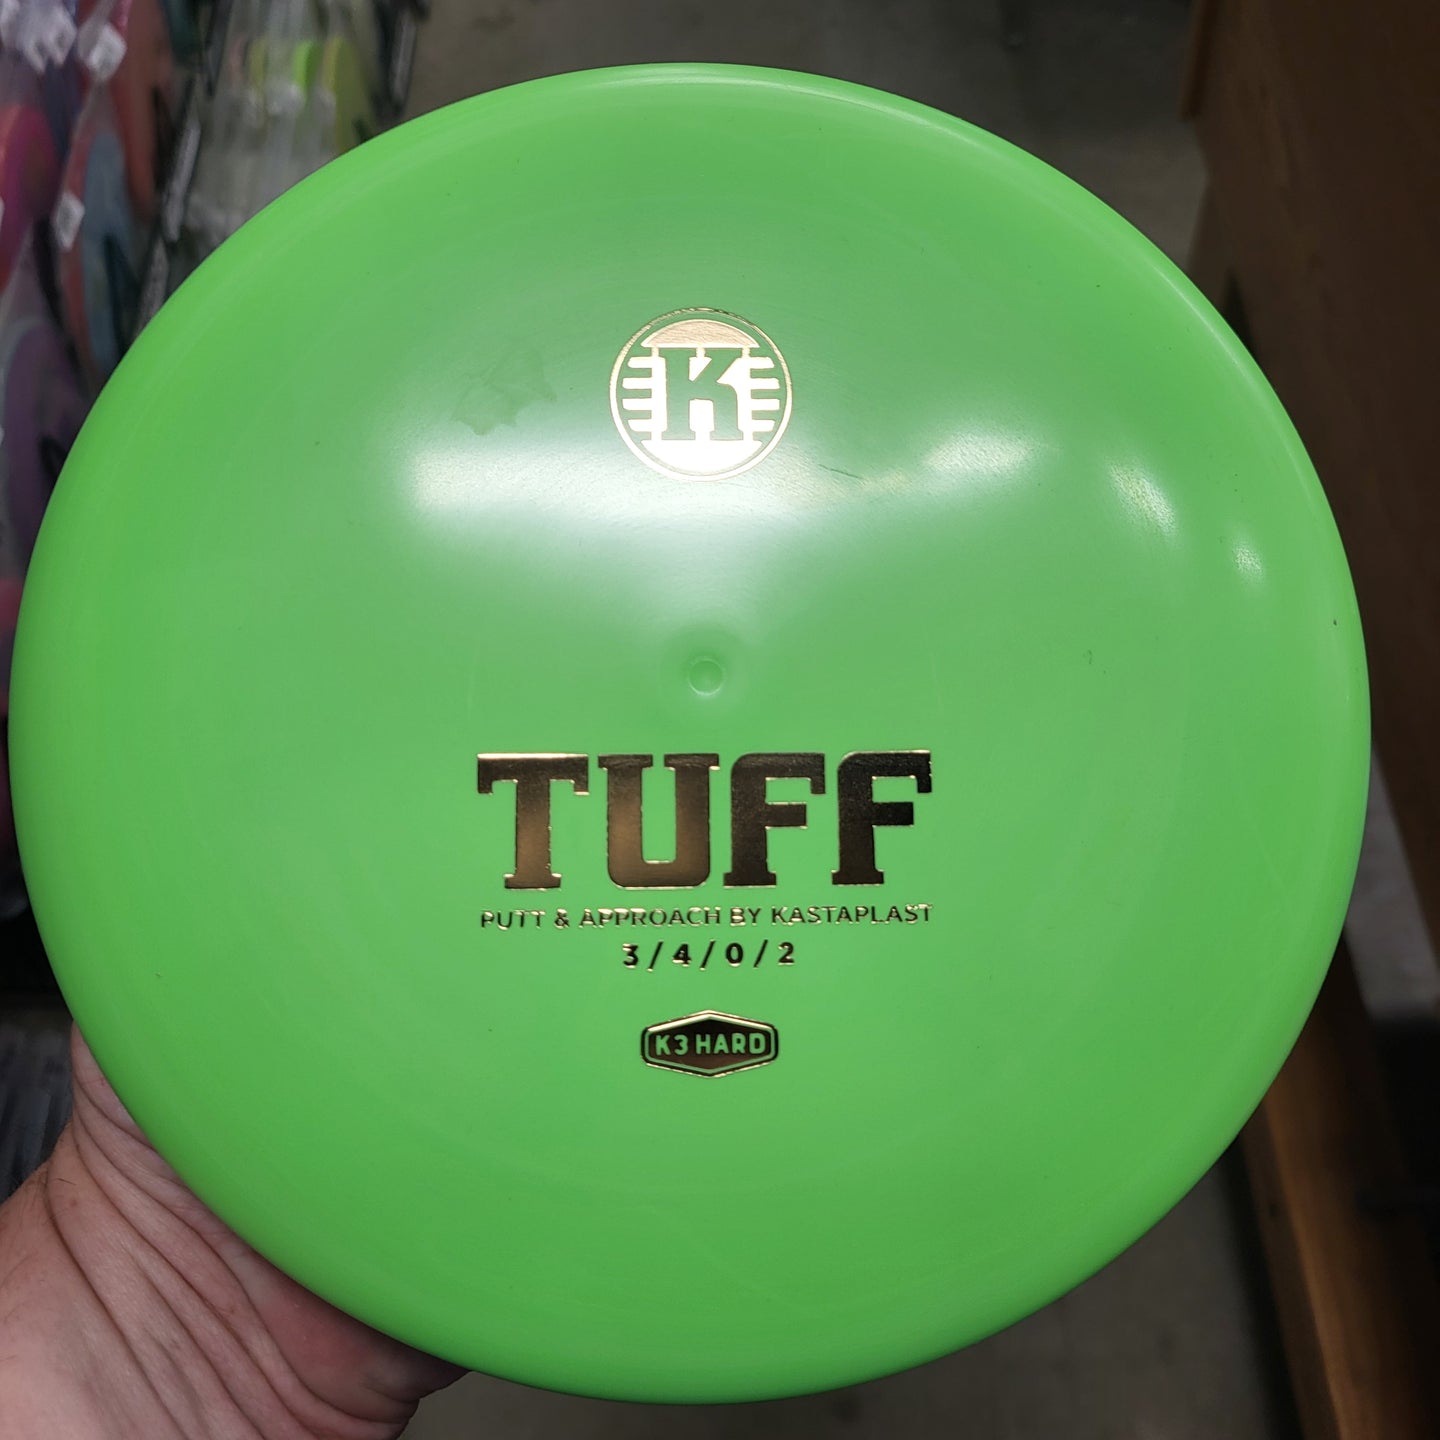 K
TUFF
PUTT & APPROACH BY KASTAPLAST
3/4/0/2
K3 HARD